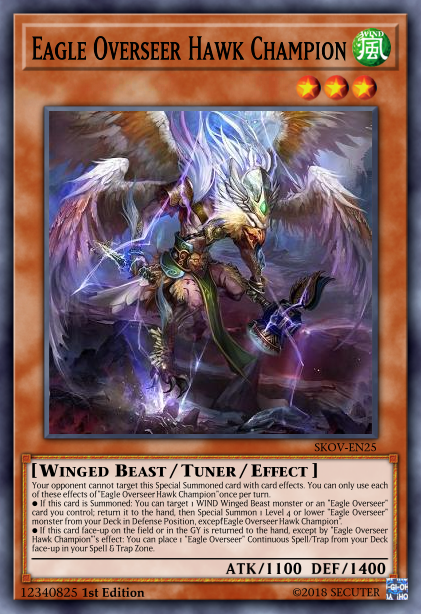 Eagle Overseer Hawk Champion
WIND
風
SKOV-EN25
[Winged Beast/Tuner/Effect]
Your opponent cannot target this Special Summoned card with card effects. You can only use each
of these effects of "Eagle Overseer Hawk Champion" once per turn.
● If this card is Summoned: You can target 1 WIND Winged Beast monster or an "Eagle Overseer"
card you control; return it to the hand, then Special Summon 1 Level 4 or lower "Eagle Overseer"
monster from your Deck in Defense Position, except "Eagle Overseer Hawk Champion".
● If this card face-up on the field or in the GY is returned to the hand, except by "Eagle Overseer
Hawk Champion"'s effect: You can place 1 "Eagle Overseer" Continuous Spell/Trap from your Deck
face-up in your Spell & Trap Zone.
ATK/1100 DEF/1400
12340825 1st Edition
©2018 SECUTER